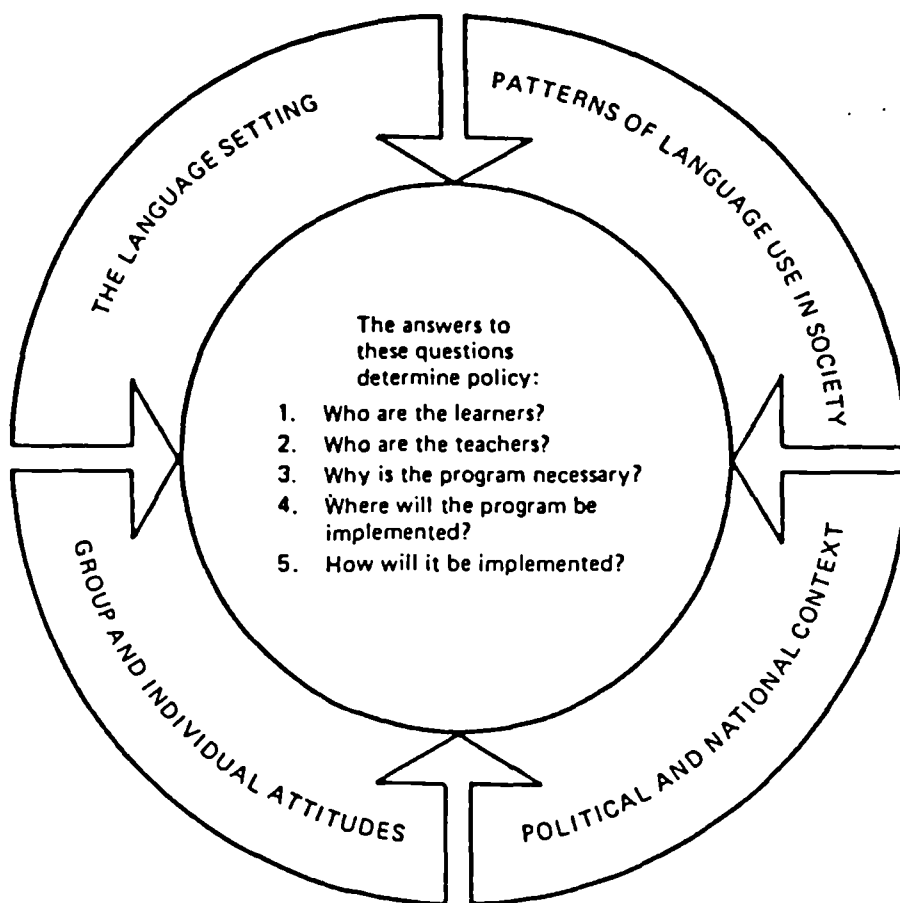 THE LANGUAGE SETTING
PATTERNS OF LANGUAGE USE IN SOCIETY
The answers to
these questions
determine policy:
1. Who are the learners?
2. Who are the teachers?
3. Why is the program necessary?
4. Where will the program be
implemented?
5. How will it be implemented?
GROUP AND INDIVIDUAL ATTITUDES
POLITICAL AND NATIONAL CONTEXT